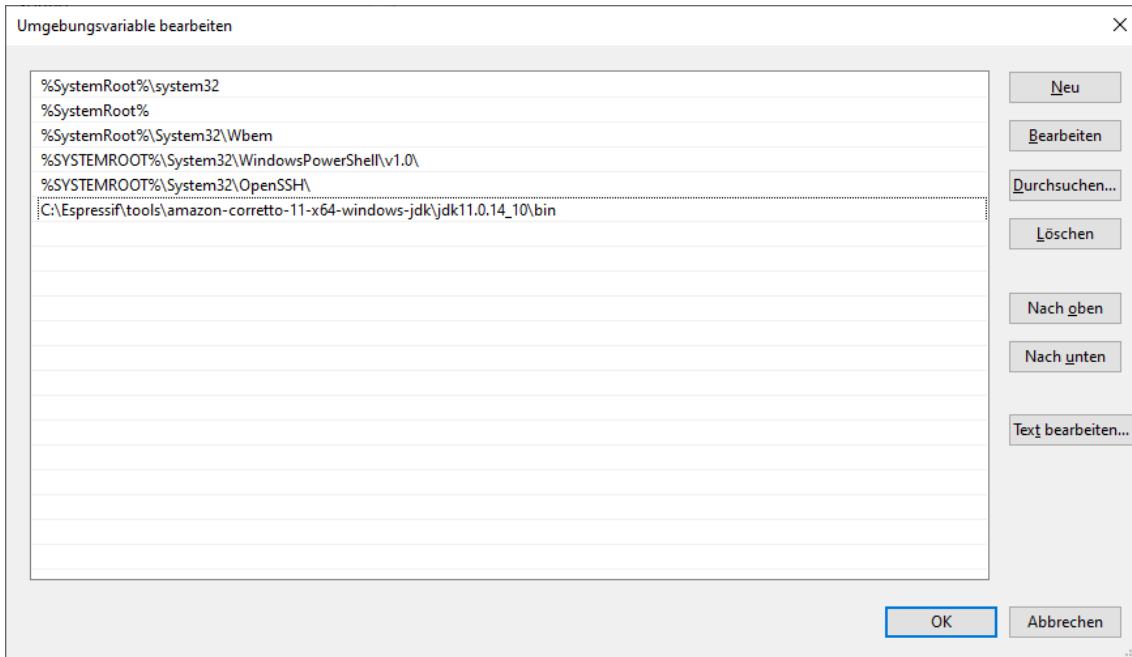 Umgebungsvariable bearbeiten
%SystemRoot%\system32
%SystemRoot%
%SystemRoot%\System32\Wbem
%SYSTEMROOT%\System32\WindowsPowerShell\v1.0\
%SYSTEMROOT%\System32\OpenSSH\
C:\Espressif\tools\amazon-corretto-11-x64-windows-jdk\jdk11.0.14_10\bin
Neu
Bearbeiten
Durchsuchen...
Löschen
Nach oben
Nach unten
Text bearbeiten...
OK
Abbrechen